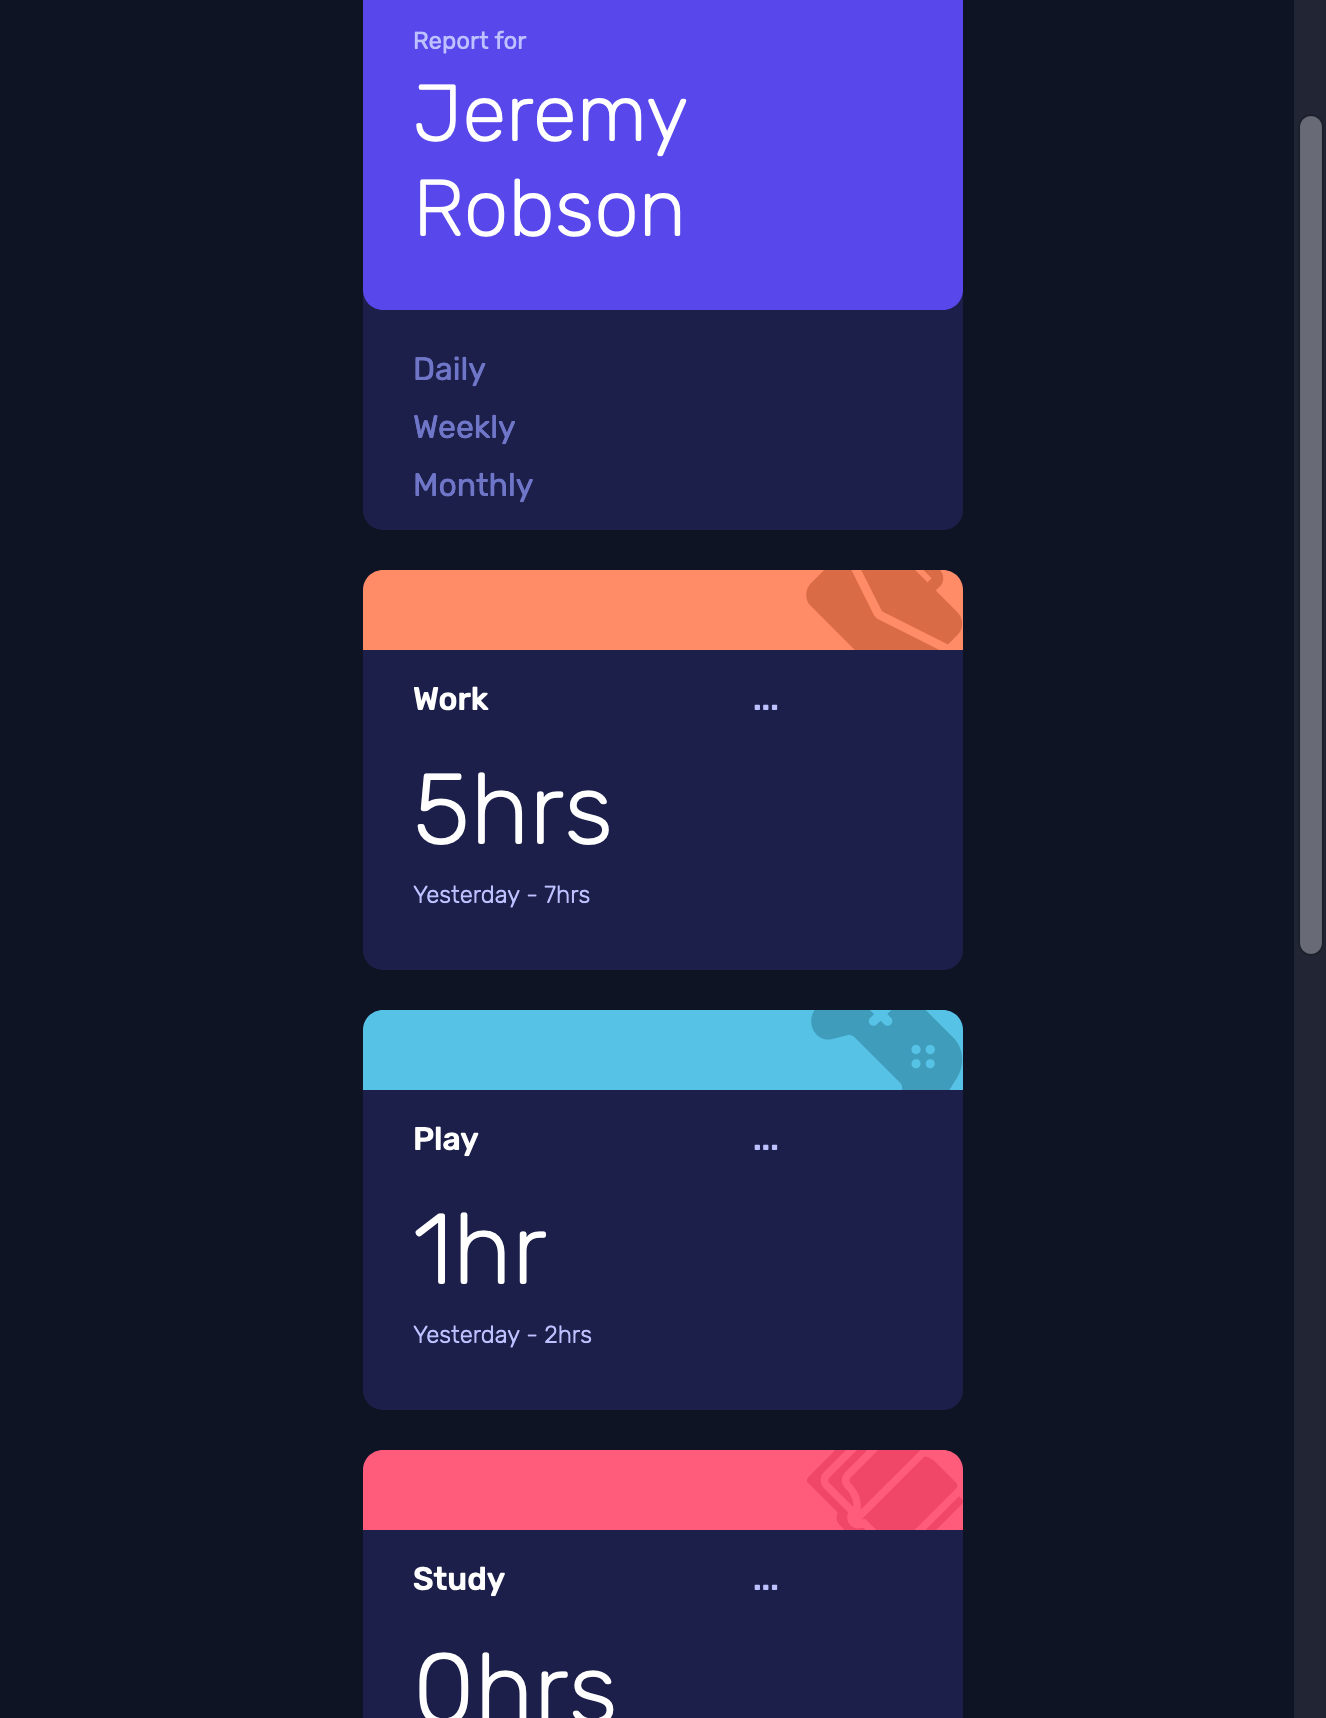 Report for
Jeremy
Robson
Daily
Weekly
Monthly
Work ...
5hrs
Yesterday - 7hrs
Play ...
1hr
Yesterday - 2hrs
Study ...
0hrs